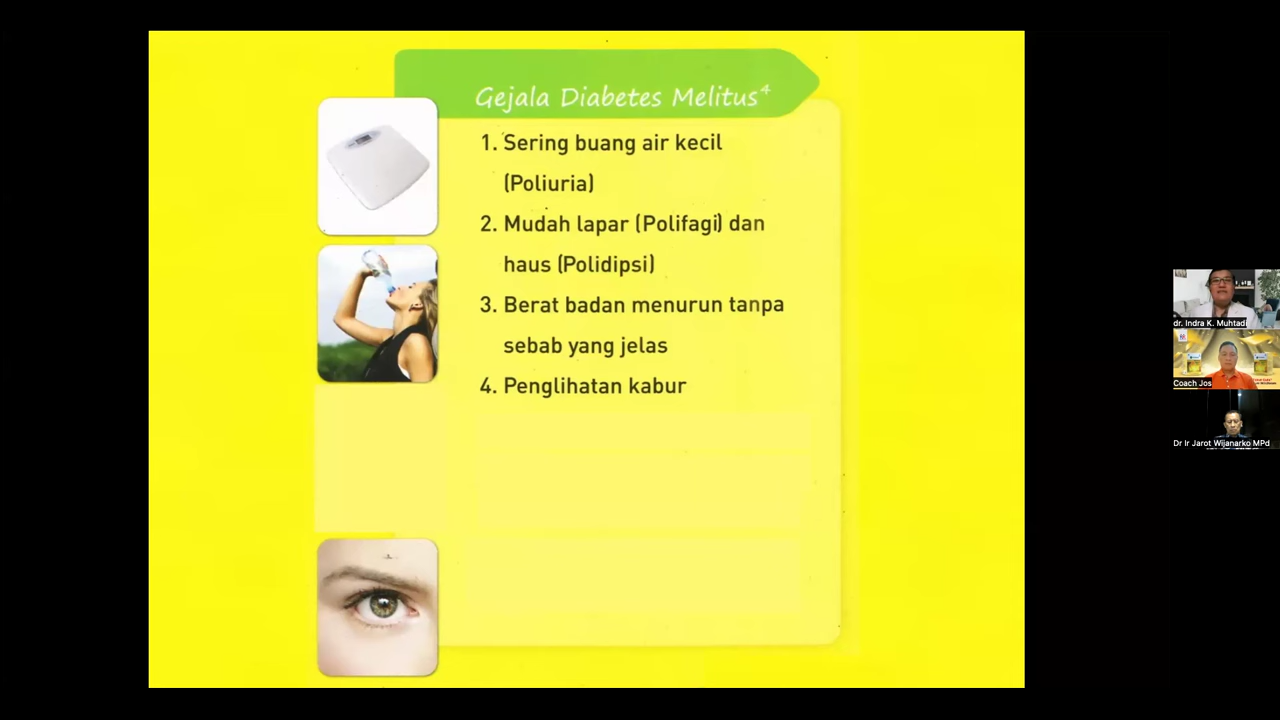 Gejala Diabetes Melitus⁴
1. Sering buang air kecil
(Poliuria)
2. Mudah lapar (Polifagi) dan
haus (Polidipsi)
3. Berat badan menurun tanpa
sebab yang jelas
4. Penglihatan kabur
dr. Indra K. Muhtadi
Coach Jos
Dr Ir Jarot Wijanarko MPd